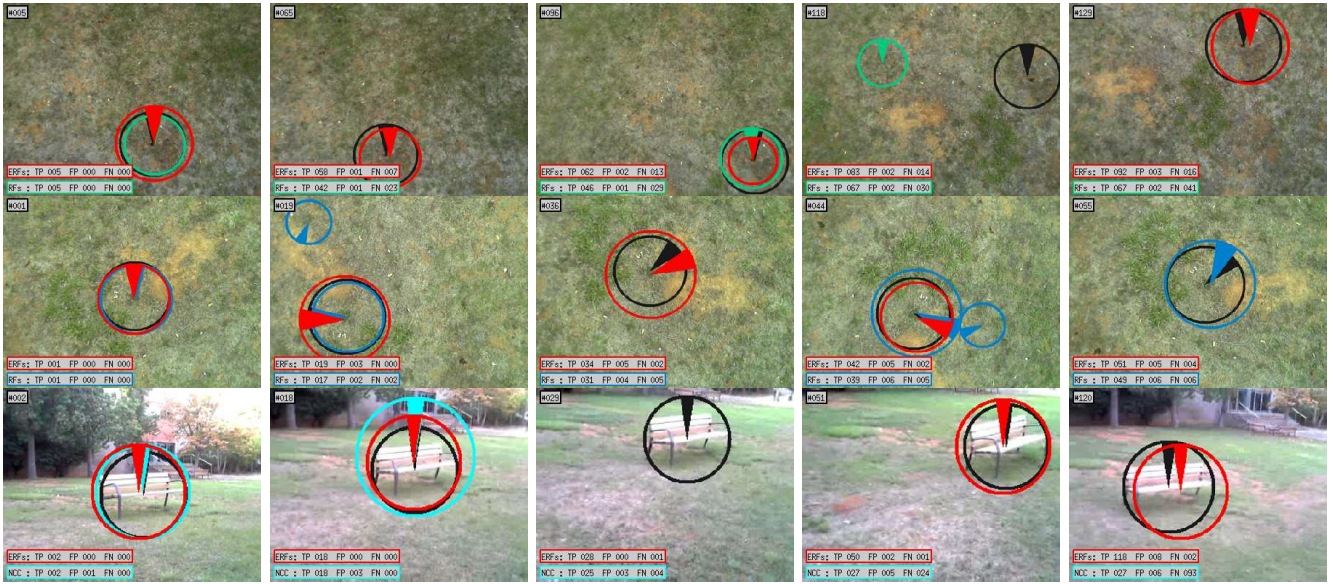 #005
ERFs: TP 005 FP 000 FN 000
RFs : TP 005 FP 000 FN 000
#065
ERFs: TP 058 FP 001 FN 007
RFs : TP 042 FP 001 FN 023
#096
ERFs: TP 062 FP 002 FN 013
RFs : TP 046 FP 001 FN 029
#118
ERFs: TP 083 FP 002 FN 014
RFs : TP 067 FP 002 FN 030
#129
ERFs: TP 092 FP 003 FN 016
RFs : TP 067 FP 002 FN 041
#001
ERFs: TP 001 FP 000 FN 000
RFs : TP 001 FP 000 FN 000
#019
ERFs: TP 019 FP 003 FN 000
RFs : TP 017 FP 002 FN 002
#036
ERFs: TP 034 FP 005 FN 002
RFs : TP 031 FP 004 FN 005
#044
ERFs: TP 042 FP 005 FN 002
RFs : TP 039 FP 006 FN 005
#055
ERFs: TP 051 FP 005 FN 004
RFs : TP 049 FP 006 FN 006
#002
ERFs: TP 002 FP 000 FN 000
NCC : TP 002 FP 001 FN 000
#018
ERFs: TP 018 FP 000 FN 000
NCC : TP 018 FP 003 FN 000
#029
ERFs: TP 028 FP 000 FN 001
NCC : TP 025 FP 003 FN 004
#051
ERFs: TP 050 FP 002 FN 001
NCC : TP 027 FP 005 FN 024
#120
ERFs: TP 118 FP 008 FN 002
NCC : TP 027 FP 006 FN 093